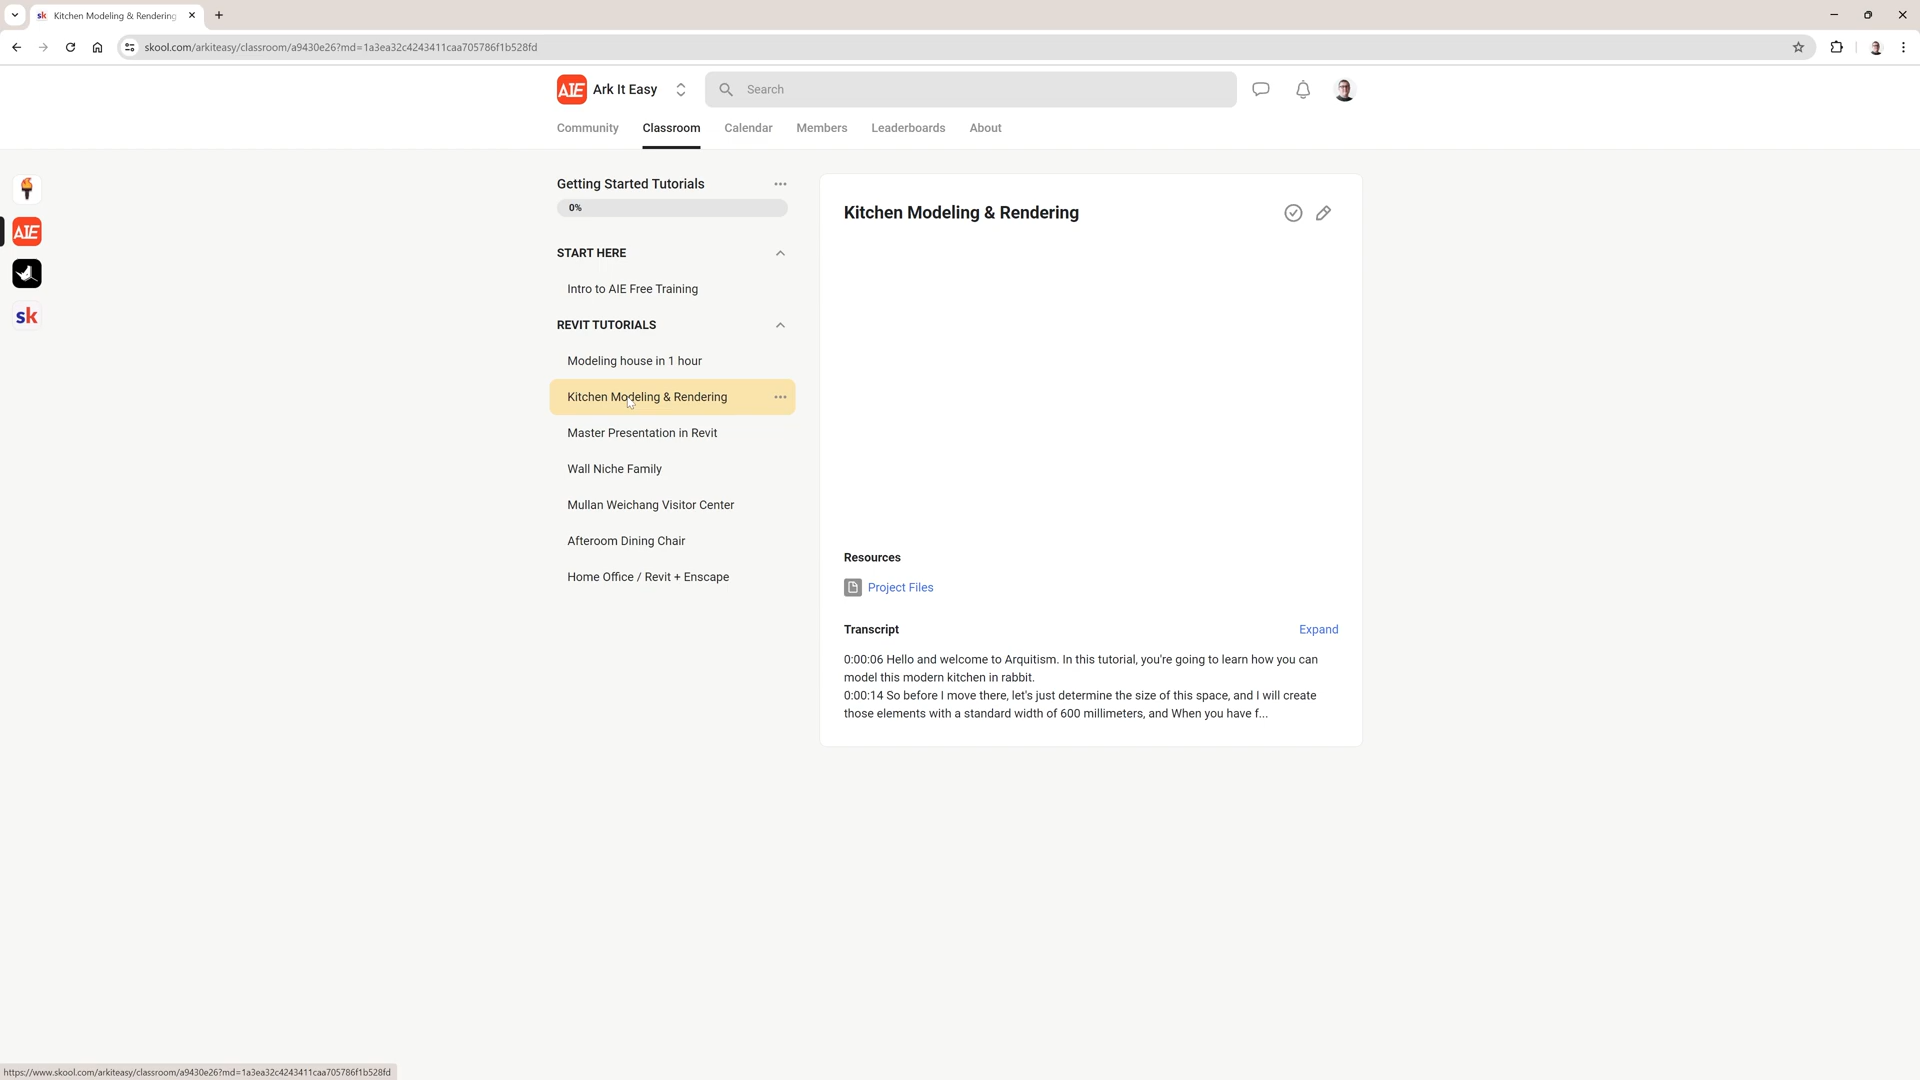 sk Kitchen Modeling & Rendering
skool.com/arkiteasy/classroom/a9430e26?md=1a3ea32c4243411caa705786f1b528fd
AIE Ark It Easy
Search
Community Classroom Calendar Members Leaderboards About
AIE
sk
Getting Started Tutorials
0%
START HERE
Intro to AIE Free Training
REVIT TUTORIALS
Modeling house in 1 hour
Kitchen Modeling & Rendering
Master Presentation in Revit
Wall Niche Family
Mullan Weichang Visitor Center
Afteroom Dining Chair
Home Office / Revit + Enscape
Kitchen Modeling & Rendering
Resources
Project Files
Transcript Expand
0:00:06 Hello and welcome to Arquitism. In this tutorial, you're going to learn how you can
model this modern kitchen in rabbit.
0:00:14 So before I move there, let's just determine the size of this space, and I will create
those elements with a standard width of 600 millimeters, and When you have f...
https://www.skool.com/arkiteasy/classroom/a9430e26?md=1a3ea32c4243411caa705786f1b528fd